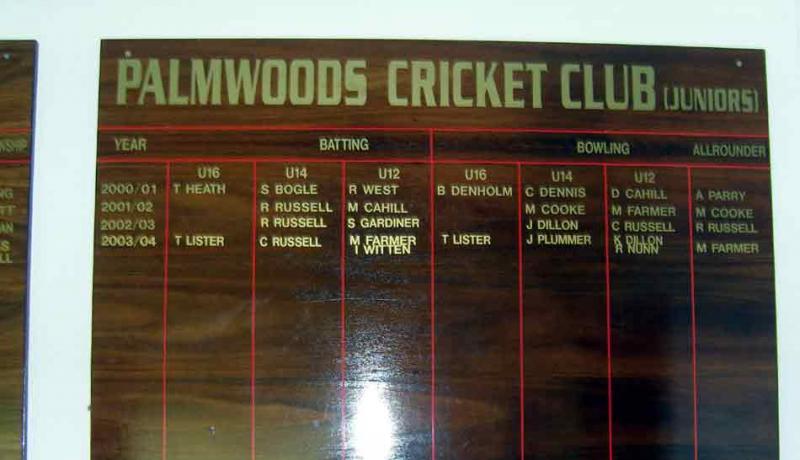 PALMWOODS CRICKET CLUB (JUNIORS)
YEAR BATTING BOWLING ALLROUNDER
U16 U14 U12 U16 U14 U12
2000/01 T HEATH S BOGLE R WEST B DENHOLM C DENNIS D CAHILL A PARRY
2001/02 R RUSSELL M CAHILL M COOKE M FARMER M COOKE
2002/03 R RUSSELL S GARDINER J DILLON C RUSSELL R RUSSELL
2003/04 T LISTER C RUSSELL M FARMER T LISTER J PLUMMER K DILLON M FARMER
I WITTEN R NUNN